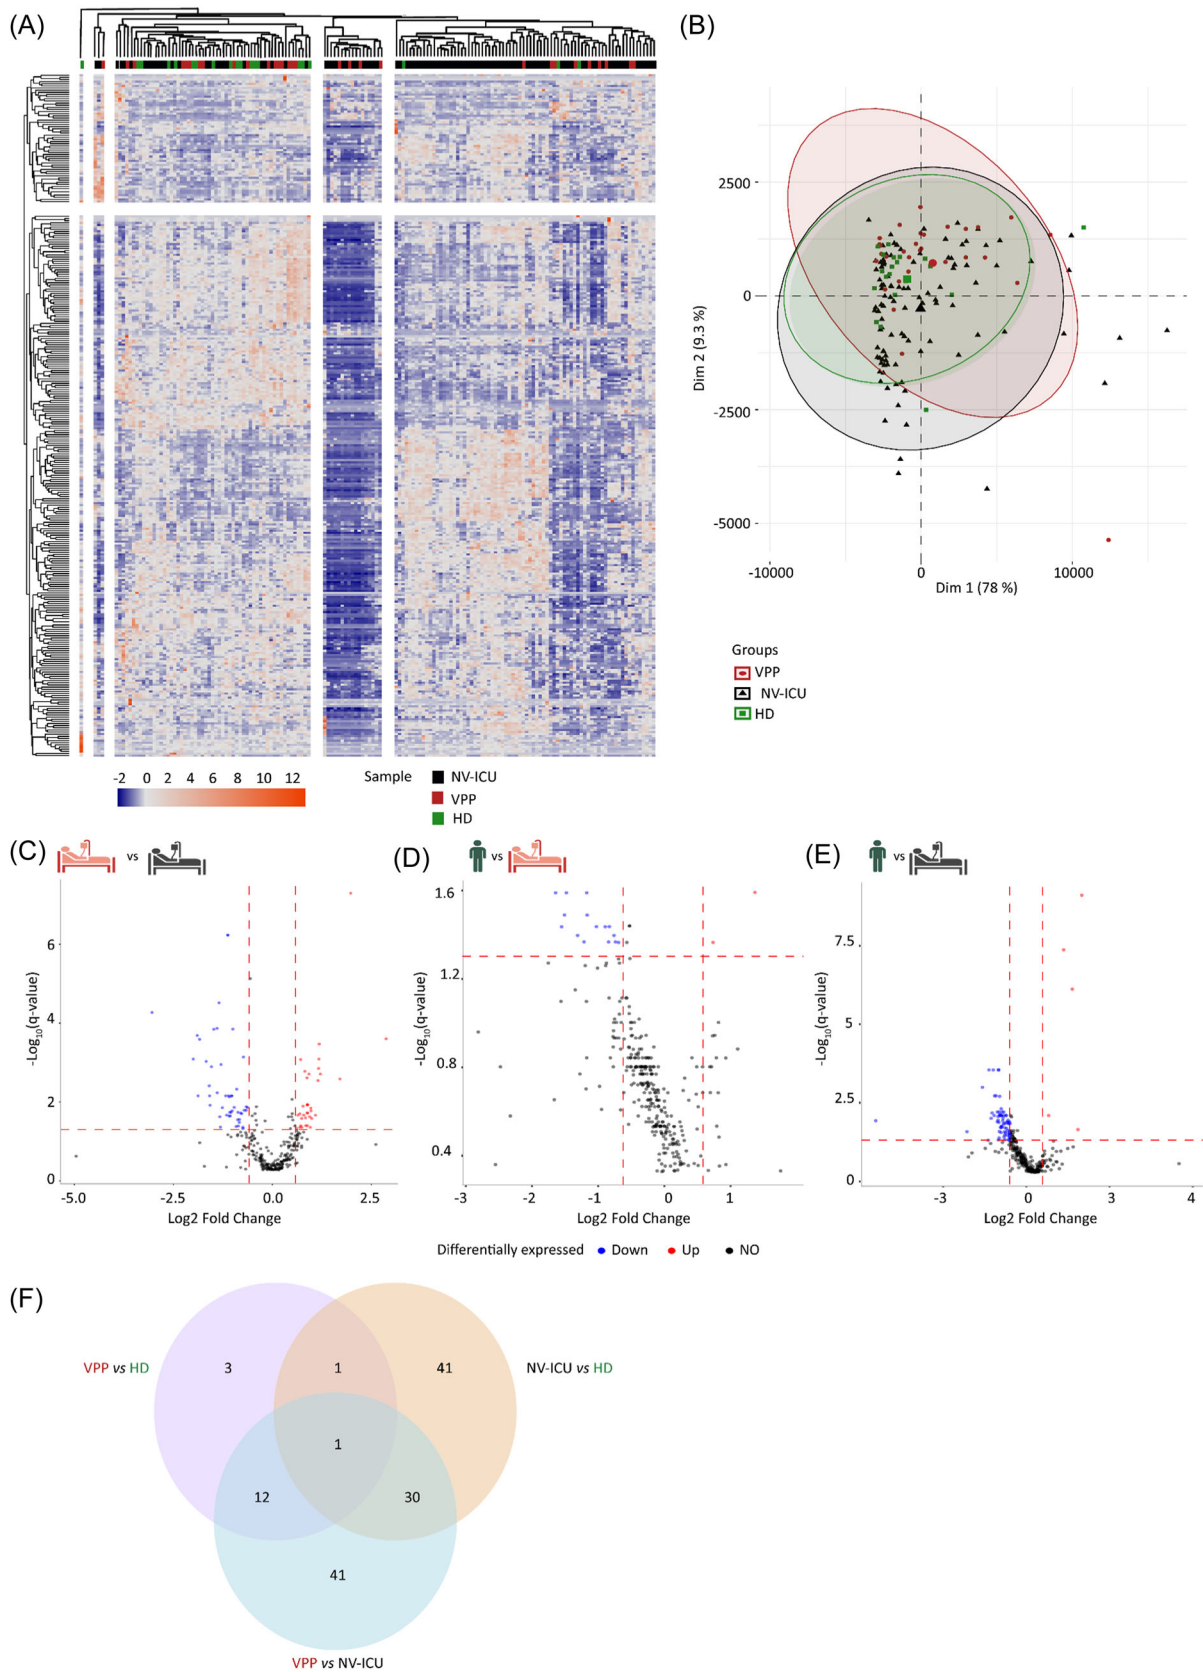 (A)
-2 0 2 4 6 8 10 12
Sample
NV-ICU
VPP
HD
(B)
2500
0
-2500
-5000
Dim 2 (9.3 %)
-10000 0 10000
Dim 1 (78 %)
Groups
VPP
NV-ICU
HD
(C)
vs
-Log10(q-value)
6
4
2
0
-5.0 -2.5 0.0 2.5
Log2 Fold Change
(D)
vs
-Log10(q-value)
1.6
1.2
0.8
0.4
-3 -2 -1 0 1
Log2 Fold Change
(E)
vs
-Log10(q-value)
7.5
5
2.5
0
-3 0 3 4
Log2 Fold Change
Differentially expressed Down Up NO
(F)
VPP vs HD
3
1
41
NV-ICU vs HD
1
12
30
41
VPP vs NV-ICU